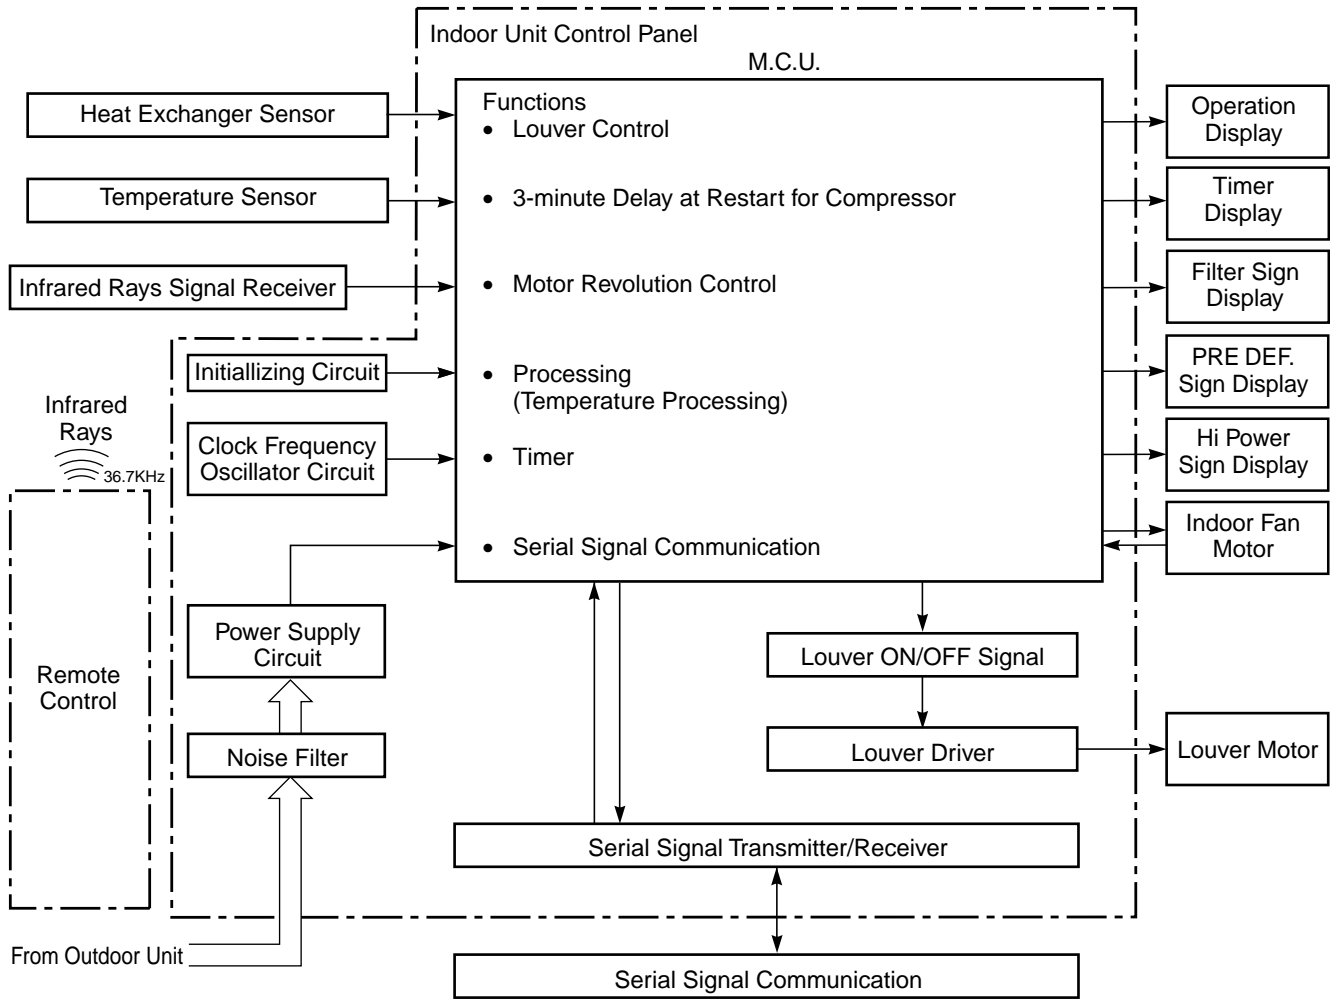 Indoor Unit Control Panel
M.C.U.
Heat Exchanger Sensor
Temperature Sensor
Infrared Rays Signal Receiver
Initiallizing Circuit
Clock Frequency
Oscillator Circuit
Infrared
Rays
36.7KHz
Remote
Control
Power Supply
Circuit
Noise Filter
From Outdoor Unit
Functions
• Louver Control
• 3-minute Delay at Restart for Compressor
• Motor Revolution Control
• Processing
(Temperature Processing)
• Timer
• Serial Signal Communication
Louver ON/OFF Signal
Louver Driver
Serial Signal Transmitter/Receiver
Serial Signal Communication
Operation
Display
Timer
Display
Filter Sign
Display
PRE DEF.
Sign Display
Hi Power
Sign Display
Indoor Fan
Motor
Louver Motor